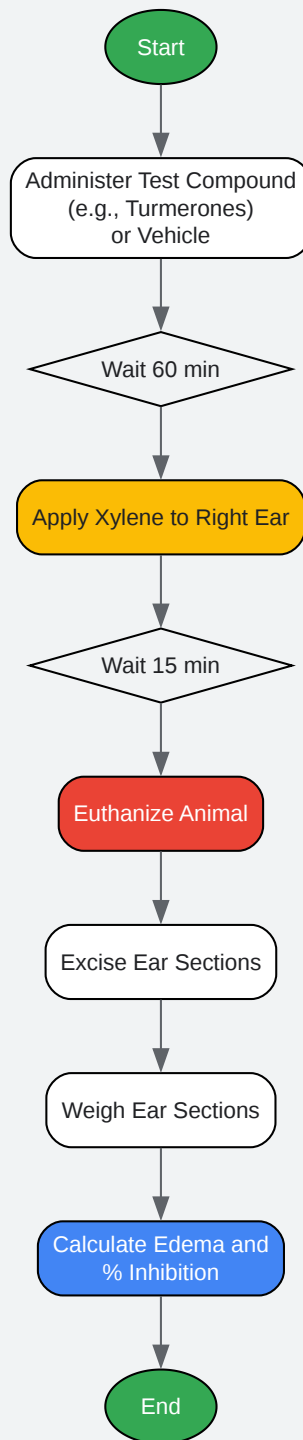 Start
Administer Test Compound
(e.g., Turmerones)
or Vehicle
Wait 60 min
Apply Xylene to Right Ear
Wait 15 min
Euthanize Animal
Excise Ear Sections
Weigh Ear Sections
Calculate Edema and
% Inhibition
End